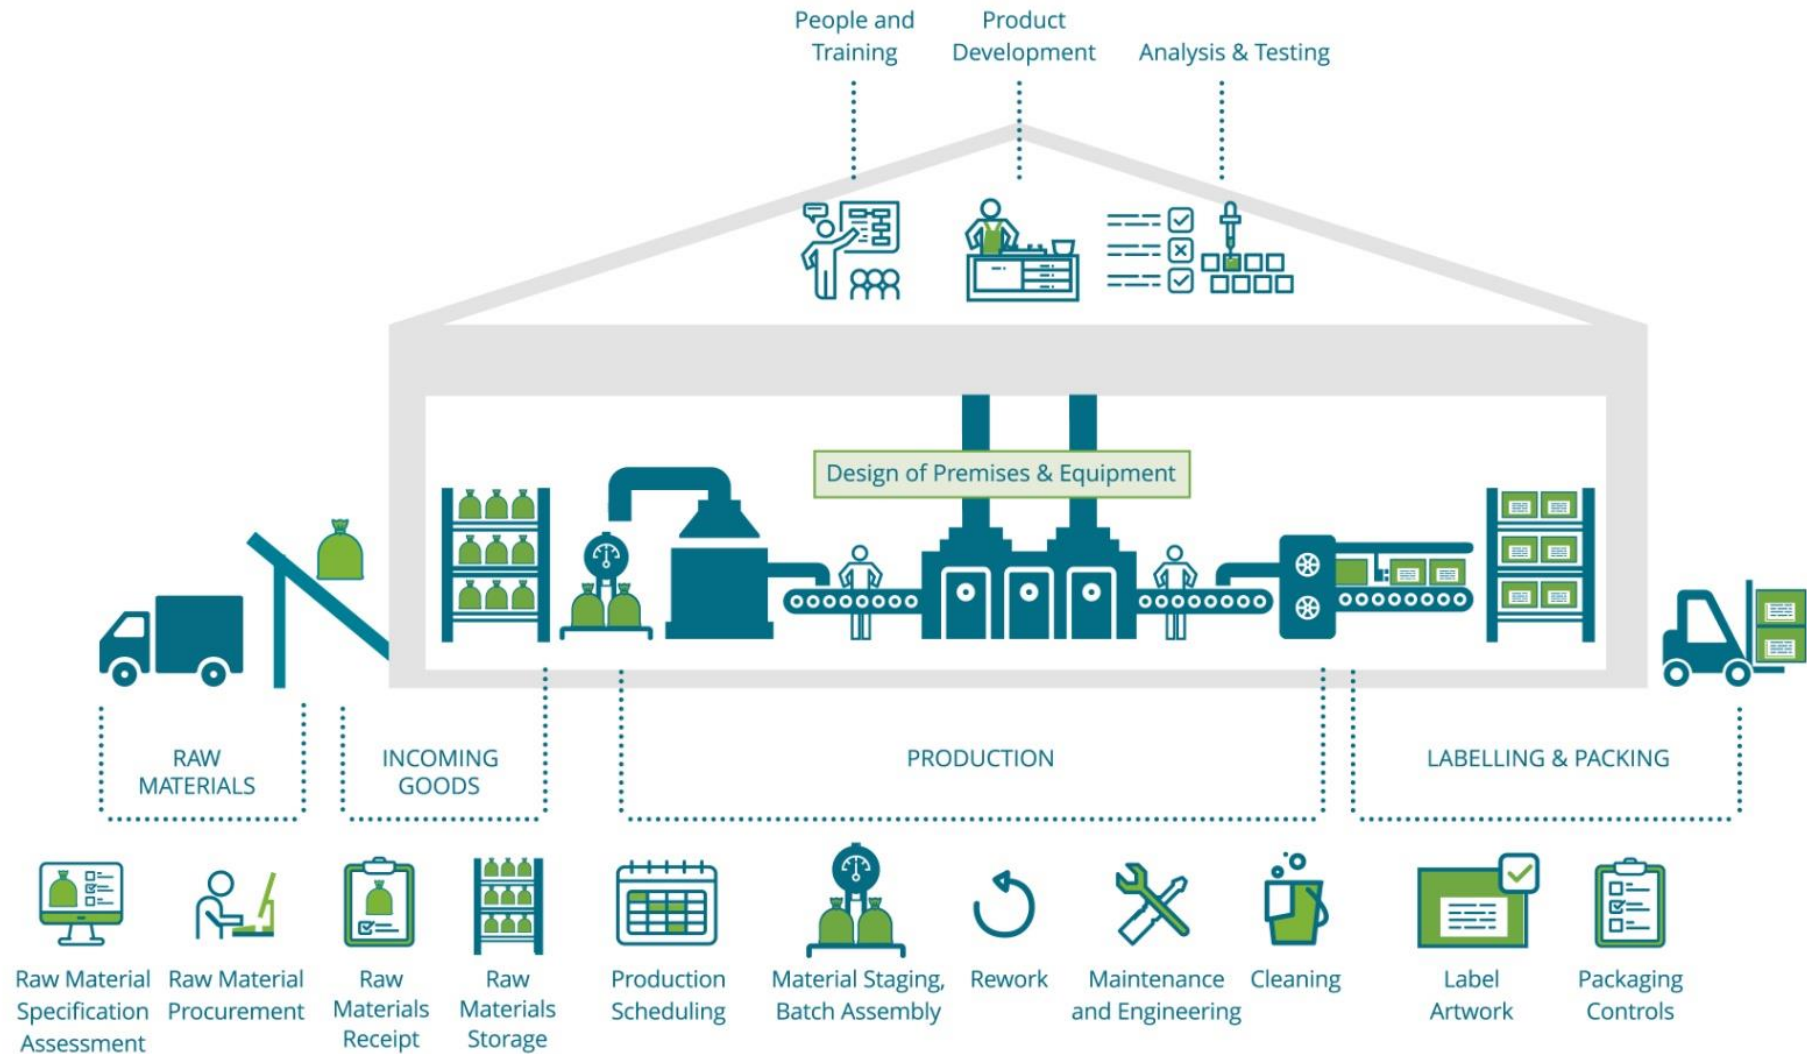 People and
Training
Product
Development
Analysis & Testing
Design of Premises & Equipment
RAW
MATERIALS
INCOMING
GOODS
PRODUCTION
LABELLING & PACKING
Raw Material
Specification
Assessment
Raw Material
Procurement
Raw
Materials
Receipt
Raw
Materials
Storage
Production
Scheduling
Material Staging,
Batch Assembly
Rework
Maintenance
and Engineering
Cleaning
Label
Artwork
Packaging
Controls